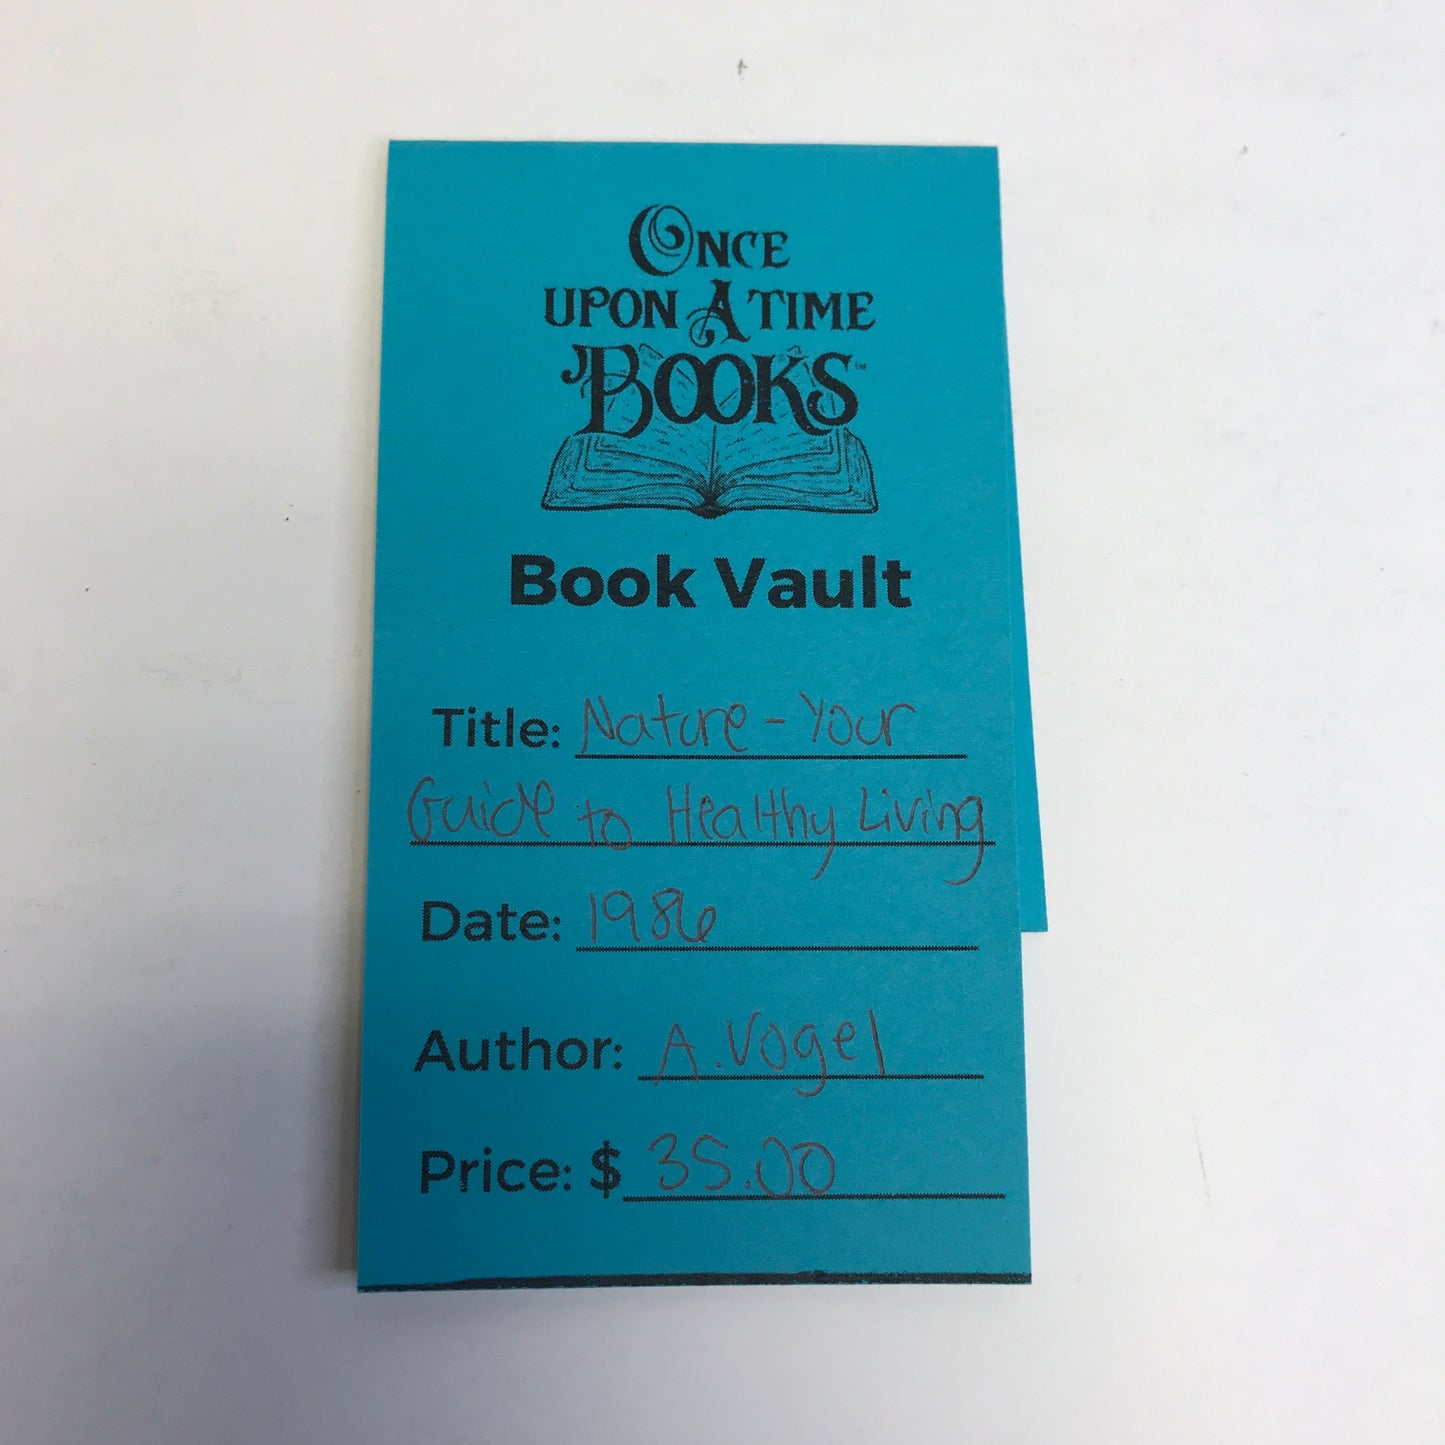 ONCE
UPON A TIME
BOOKS™
Book Vault
Title: Nature - Your
Guide to Healthy Living
Date: 1986
Author: A. Vogel
Price: $ 35.00